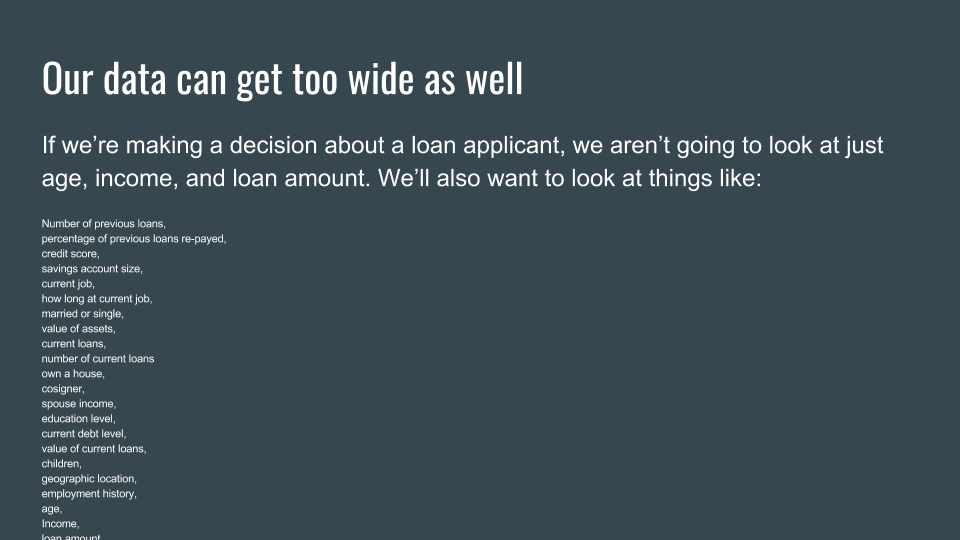 Our data can get too wide as well
If we’re making a decision about a loan applicant, we aren’t going to look at just
age, income, and loan amount. We’ll also want to look at things like:
Number of previous loans,
percentage of previous loans re-payed,
credit score,
savings account size,
current job,
how long at current job,
married or single,
value of assets,
current loans,
number of current loans
own a house,
cosigner,
spouse income,
education level,
current debt level,
value of current loans,
children,
geographic location,
employment history,
age,
Income,
loan amount